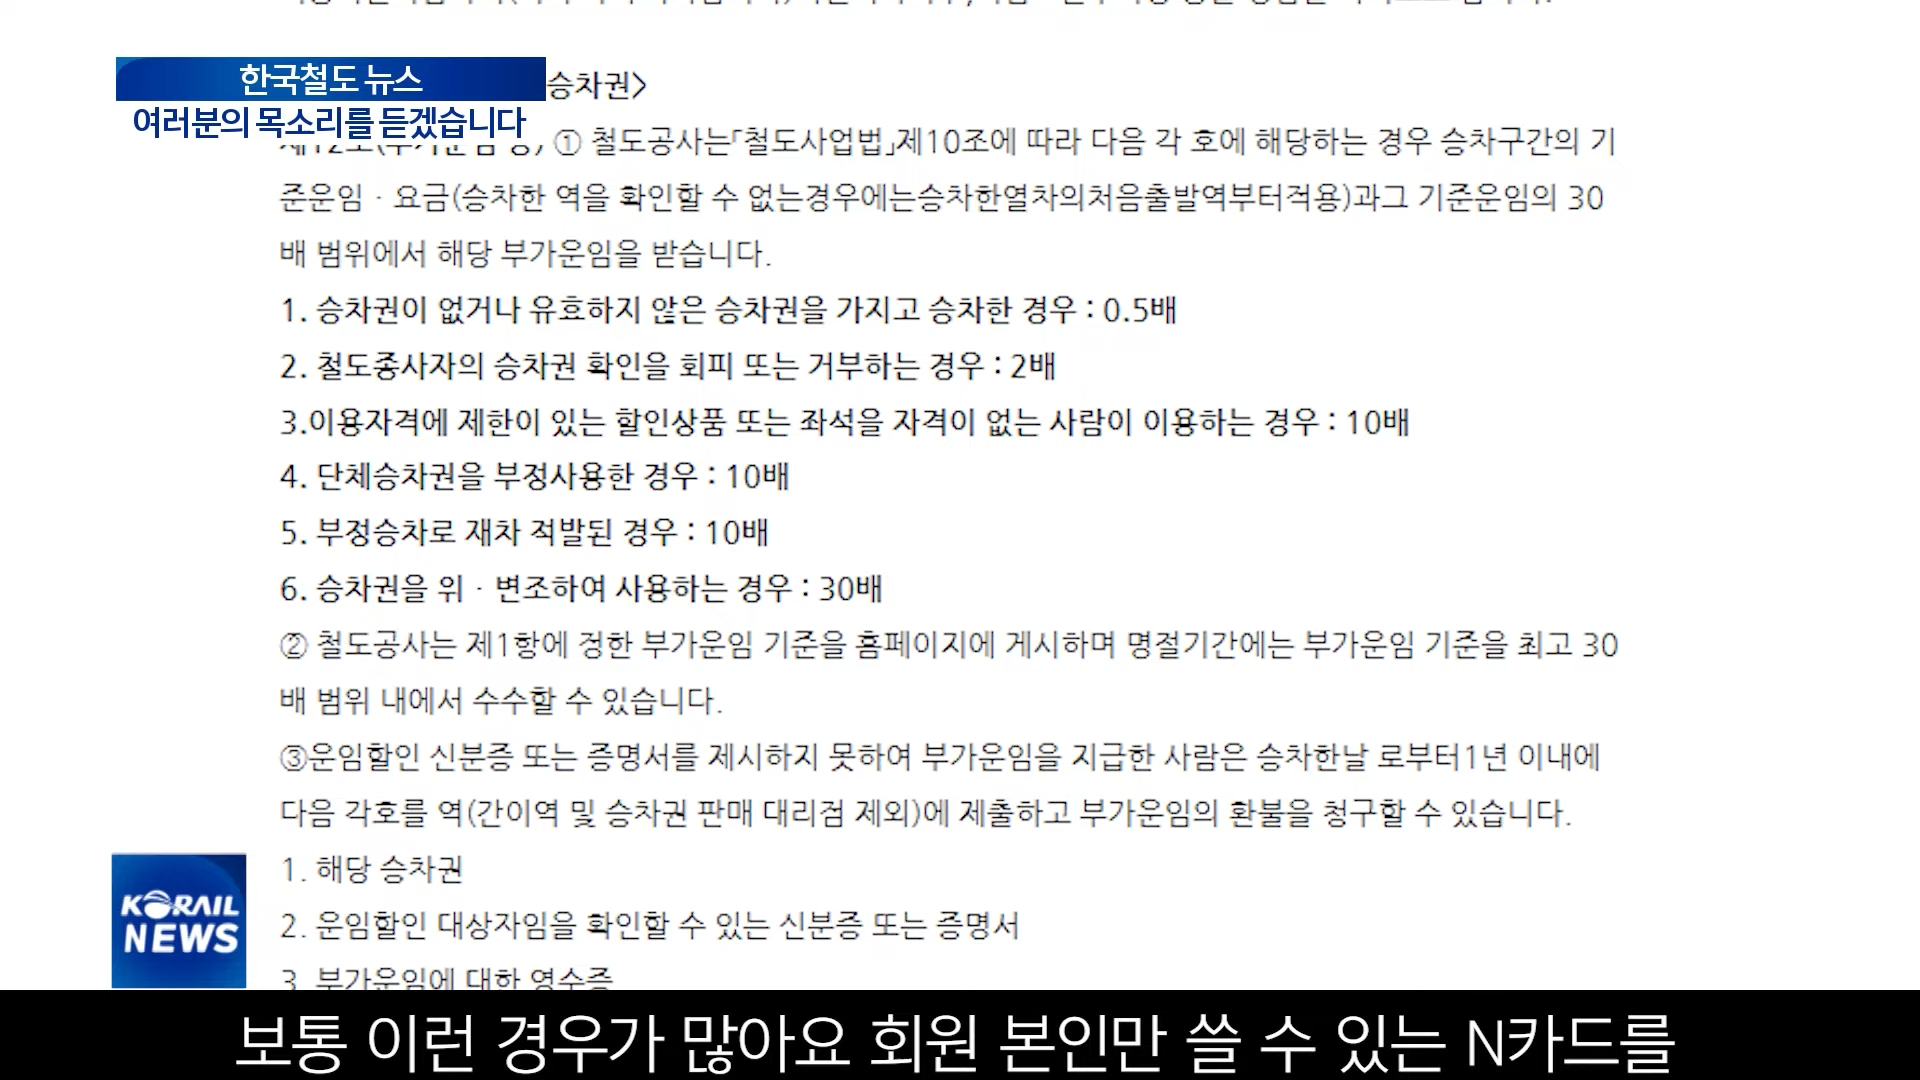 한국철도 뉴스
여러분의 목소리를 듣겠습니다
승차권>
① 철도공사는「철도사업법」제10조에 따라 다음 각 호에 해당하는 경우 승차구간의 기
준운임 · 요금(승차한 역을 확인할 수 없는경우에는승차한열차의처음출발역부터적용)과그 기준운임의 30
배 범위에서 해당 부가운임을 받습니다.
1. 승차권이 없거나 유효하지 않은 승차권을 가지고 승차한 경우 : 0.5배
2. 철도종사자의 승차권 확인을 회피 또는 거부하는 경우 : 2배
3.이용자격에 제한이 있는 할인상품 또는 좌석을 자격이 없는 사람이 이용하는 경우 : 10배
4. 단체승차권을 부정사용한 경우 : 10배
5. 부정승차로 재차 적발된 경우 : 10배
6. 승차권을 위 · 변조하여 사용하는 경우 : 30배
② 철도공사는 제1항에 정한 부가운임 기준을 홈페이지에 게시하며 명절기간에는 부가운임 기준을 최고 30
배 범위 내에서 수수할 수 있습니다.
③운임할인 신분증 또는 증명서를 제시하지 못하여 부가운임을 지급한 사람은 승차한날 로부터1년 이내에
다음 각호를 역(간이역 및 승차권 판매 대리점 제외)에 제출하고 부가운임의 환불을 청구할 수 있습니다.
1. 해당 승차권
2. 운임할인 대상자임을 확인할 수 있는 신분증 또는 증명서
3. 부가운임에 대한 영수증
KORAIL
NEWS
보통 이런 경우가 많아요 회원 본인만 쓸 수 있는 N카드를